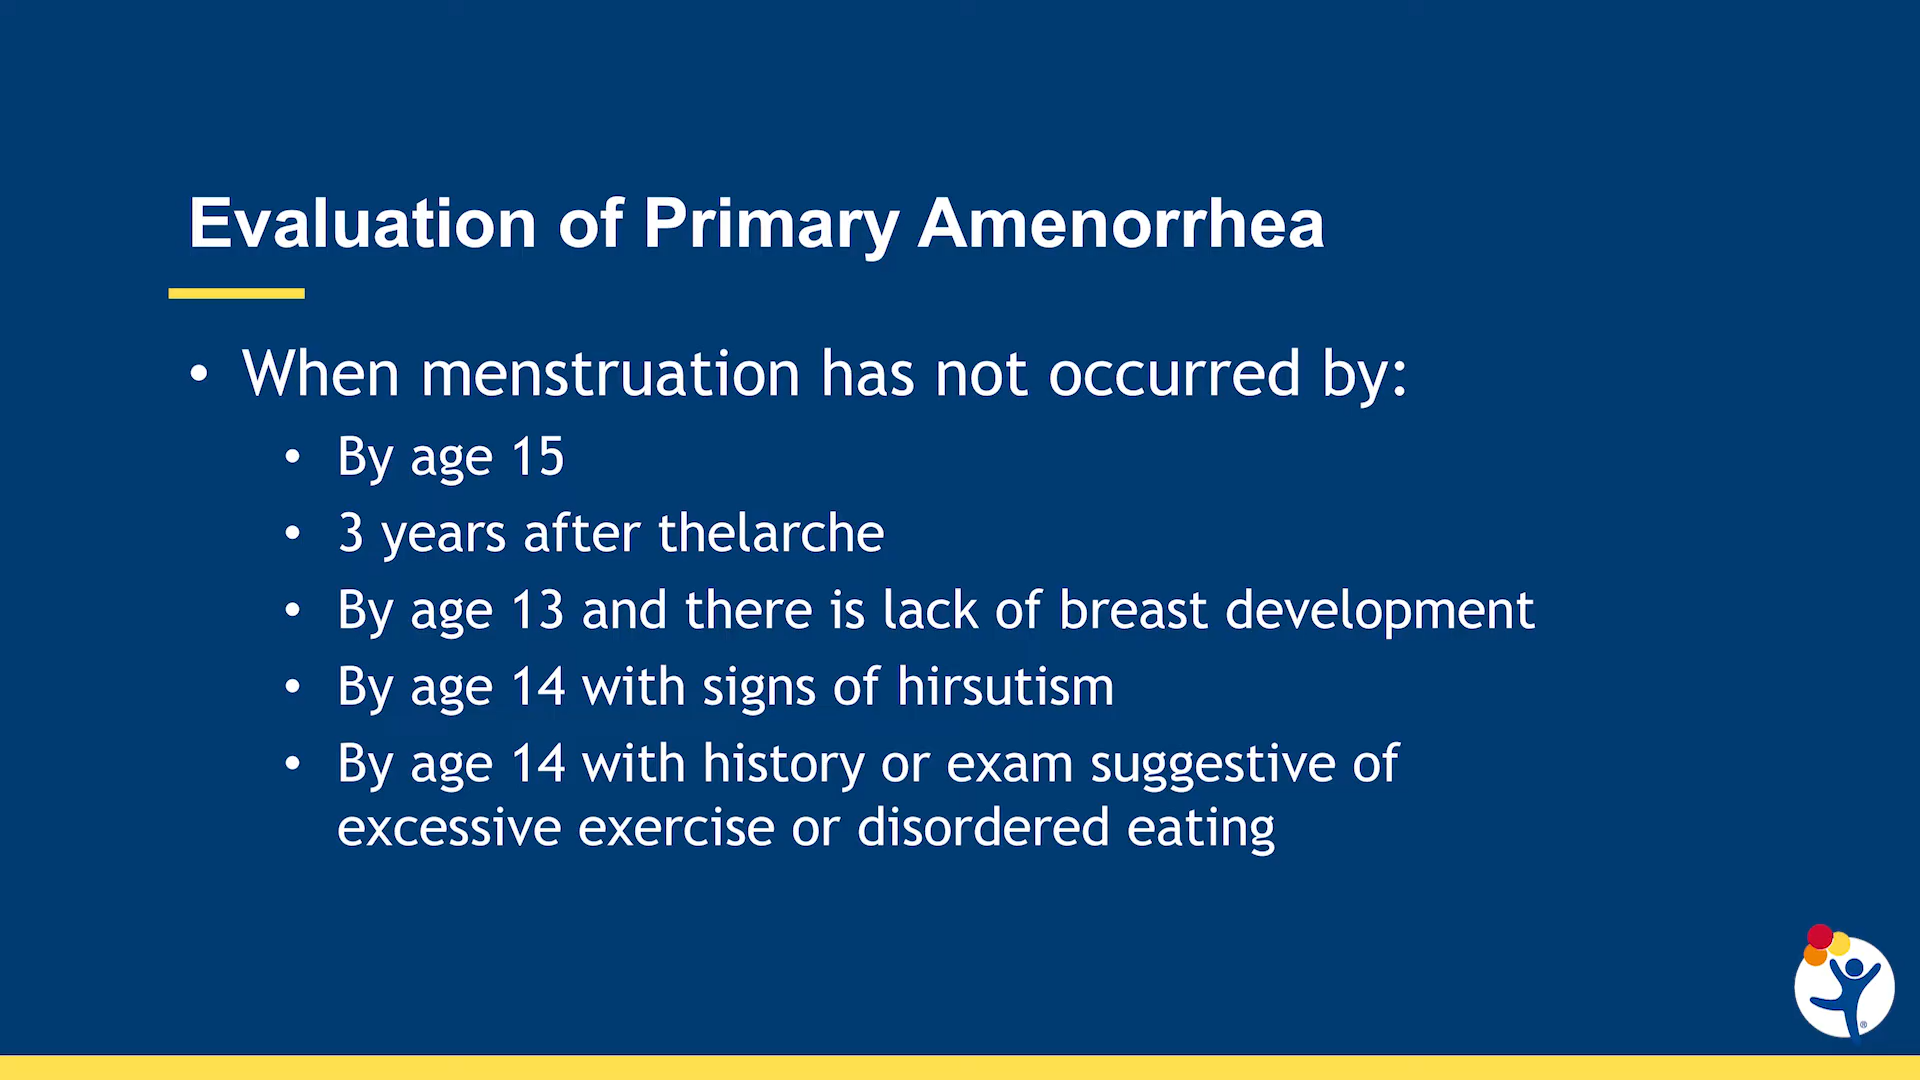 Evaluation of Primary Amenorrhea
• When menstruation has not occurred by:
• By age 15
• 3 years after thelarche
• By age 13 and there is lack of breast development
• By age 14 with signs of hirsutism
• By age 14 with history or exam suggestive of
excessive exercise or disordered eating
®